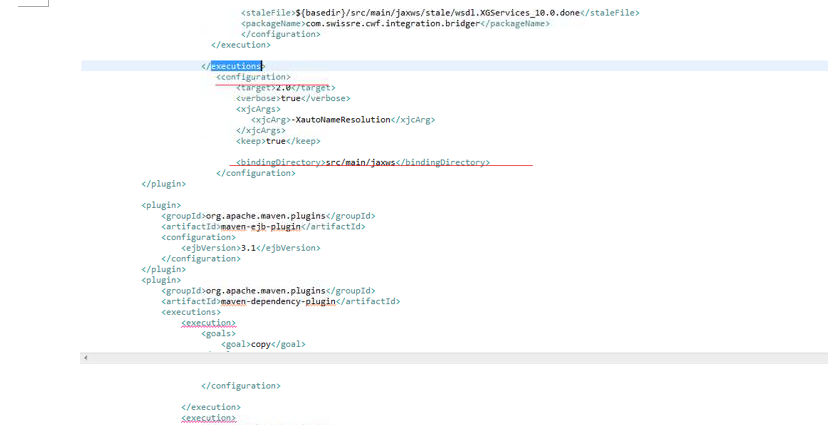 <staleFile>${basedir}/src/main/jaxws/stale/wsdl.XGServices_10.0.done</staleFile>
<packageName>com.swissre.cwf.integration.bridger</packageName>
</configuration>
</execution>
</executions>
<configuration>
<target>2.0</target>
<verbose>true</verbose>
<xjcArgs>
<xjcArg>-XautoNameResolution</xjcArg>
</xjcArgs>
<keep>true</keep>
<bindingDirectory>src/main/jaxws</bindingDirectory>
</configuration>
</plugin>
<plugin>
<groupId>org.apache.maven.plugins</groupId>
<artifactId>maven-ejb-plugin</artifactId>
<configuration>
<ejbVersion>3.1</ejbVersion>
</configuration>
</plugin>
<plugin>
<groupId>org.apache.maven.plugins</groupId>
<artifactId>maven-dependency-plugin</artifactId>
<executions>
<execution>
<goals>
<goal>copy</goal>
</configuration>
</execution>
<execution>